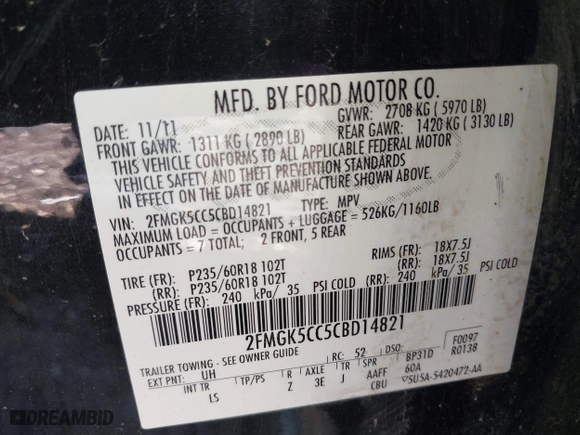 MFD. BY FORD MOTOR CO.
DATE: 11/11 GVWR: 2708 KG ( 5970 LB)
FRONT GAWR: 1311 KG ( 2890 LB) REAR GAWR: 1420 KG ( 3130 LB)
THIS VEHICLE CONFORMS TO ALL APPLICABLE FEDERAL MOTOR
VEHICLE SAFETY AND THEFT PREVENTION STANDARDS
IN EFFECT ON THE DATE OF MANUFACTURE SHOWN ABOVE.
VIN: 2FMGK5CC5CBD14821 TYPE: MPV
MAXIMUM LOAD = OCCUPANTS + LUGGAGE = 526KG/1160LB
OCCUPANTS = 7 TOTAL; 2 FRONT, 5 REAR
TIRE (FR): P235/60R18 102T RIMS (FR): 18X7.5J
(RR): P235/60R18 102T (RR): 18X7.5J
PRESSURE (FR): 240 kPa/ 35 PSI COLD (RR): 240 kPa/ 35 PSI COLD
2FMGK5CC5CBD14821
TRAILER TOWING - SEE OWNER GUIDE
F0097
R0138
EXT PNT: UH RC: 52 DSO:
INT TR TP/PS R AXLE TR SPR BP31D
LS Z 3E J AAFF 60A
CBU 5U5A-5420472-AA
DREAMBID